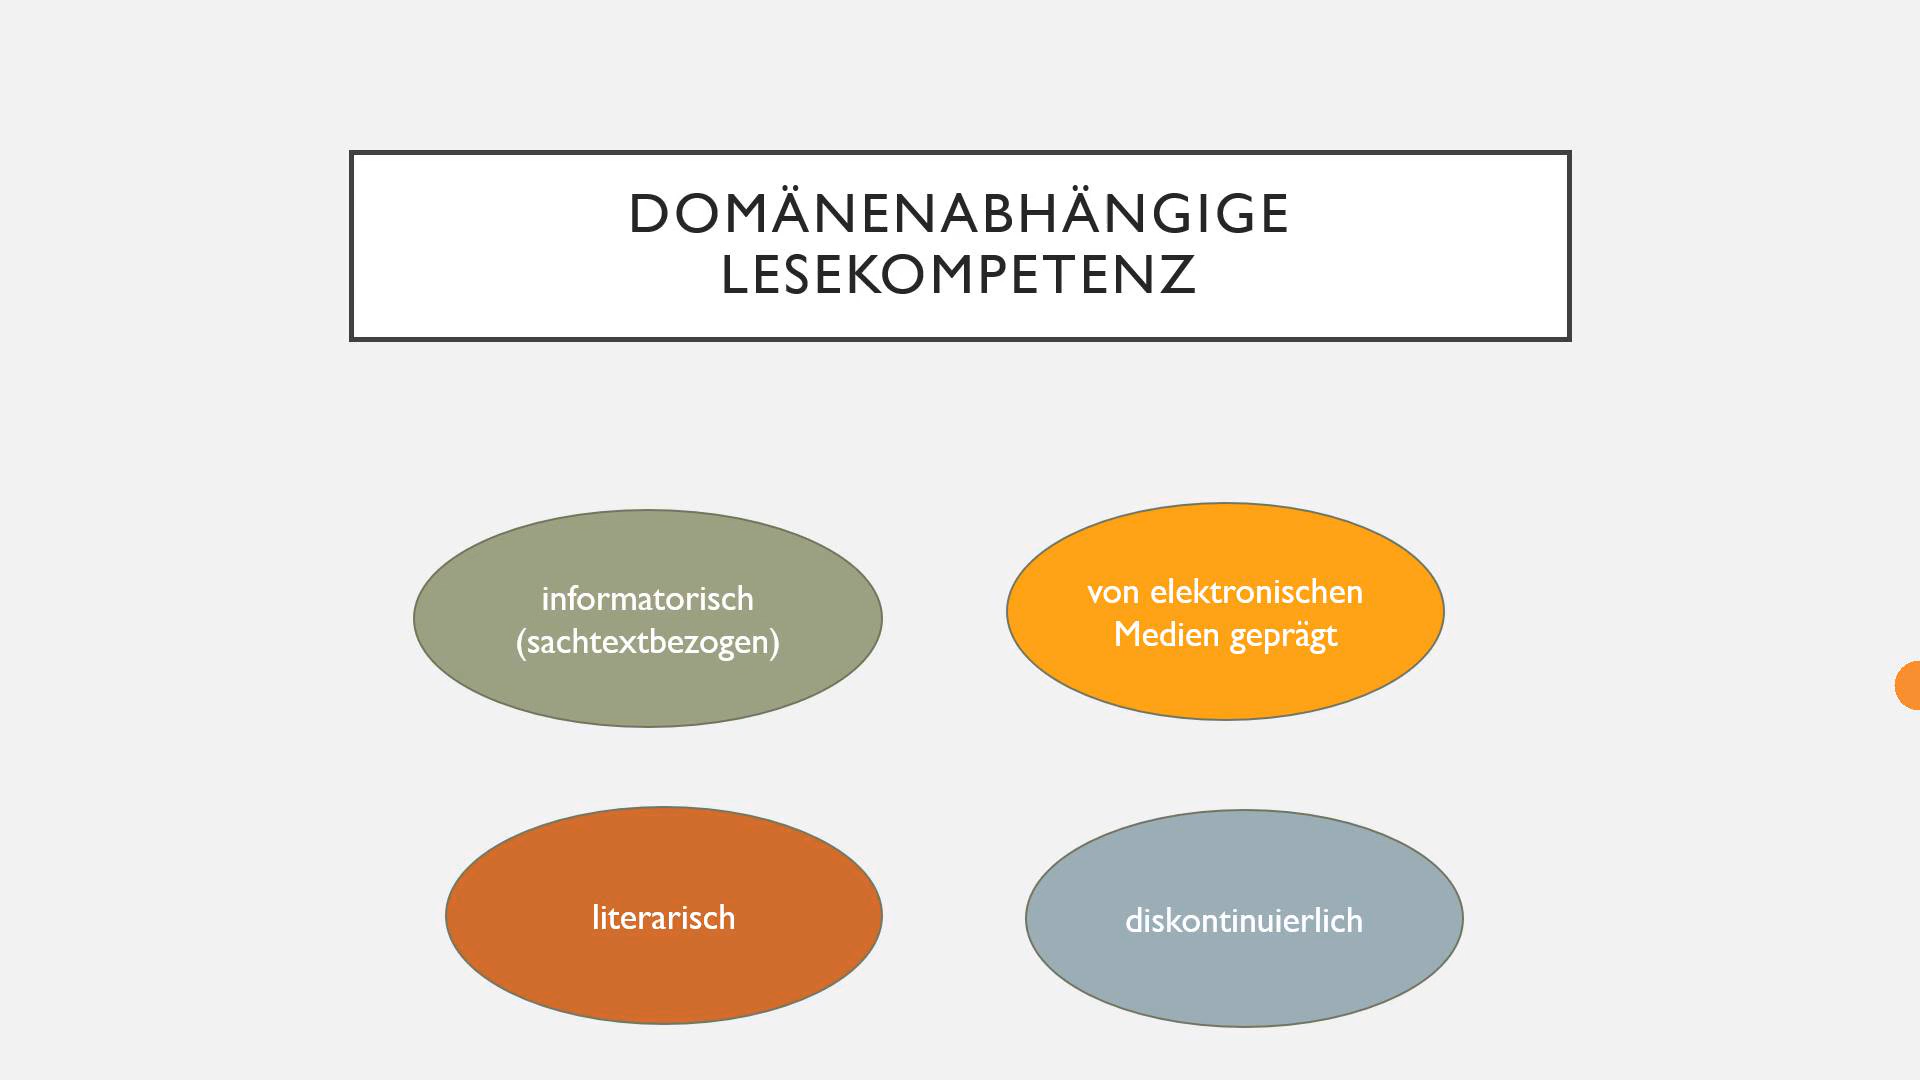 DOMÄNENABHÄNGIGE
LESEKOMPETENZ
informatorisch
(sachtextbezogen)
von elektronischen
Medien geprägt
literarisch
diskontinuierlich